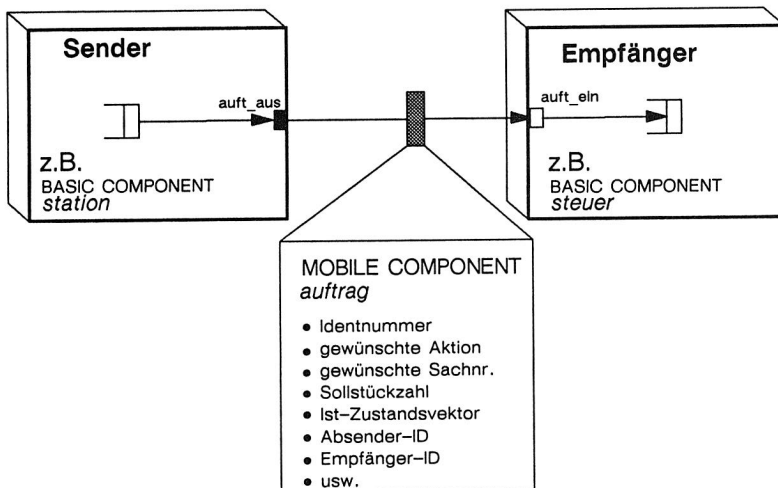 Sender
auft_aus
z.B.
BASIC COMPONENT
station
Empfänger
auft_ein
z.B.
BASIC COMPONENT
steuer
MOBILE COMPONENT
auftrag
• Identnummer
• gewünschte Aktion
• gewünschte Sachnr.
• Sollstückzahl
• Ist–Zustandsvektor
• Absender–ID
• Empfänger–ID
• usw.